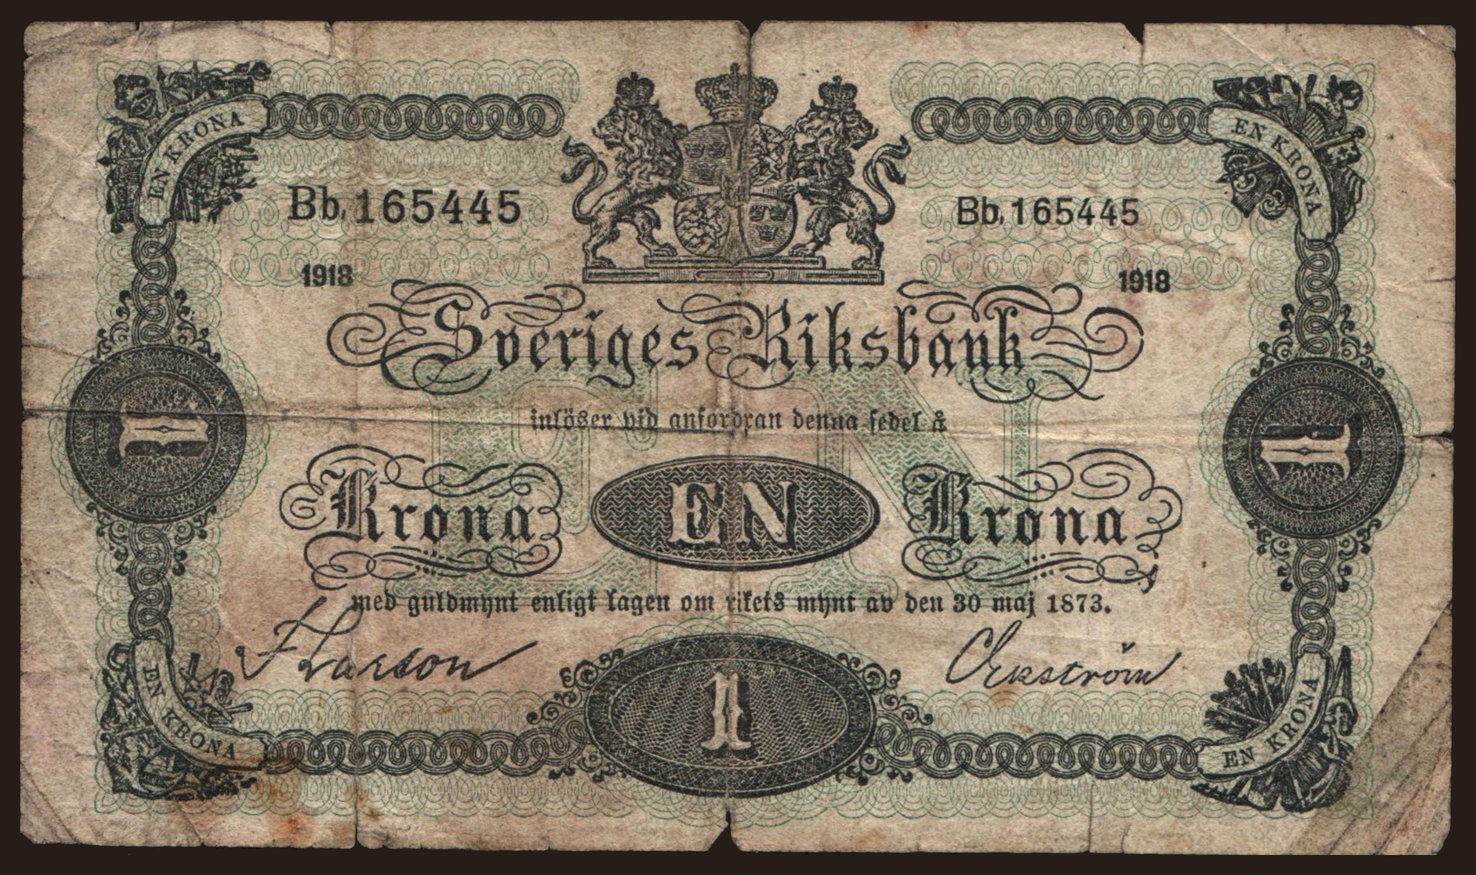 EN KRONA
EN KRONA
Bb, 165445
Bb, 165445
1918
1918
Sveriges Riksbank
inlöser vid anfordran denna sedel å
1
1
Krona EN Krona
med guldmynt enligt lagen om rikets mynt av den 30 maj 1873.
F Larson
Ekström
1
EN KRONA
EN KRONA